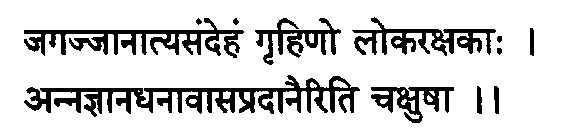 जगज्जानात्यसंदेहं गृहिणो लोकरक्षकाः ।
अन्नज्ञानधनावासप्रदानैरिति चक्षुषा ।।